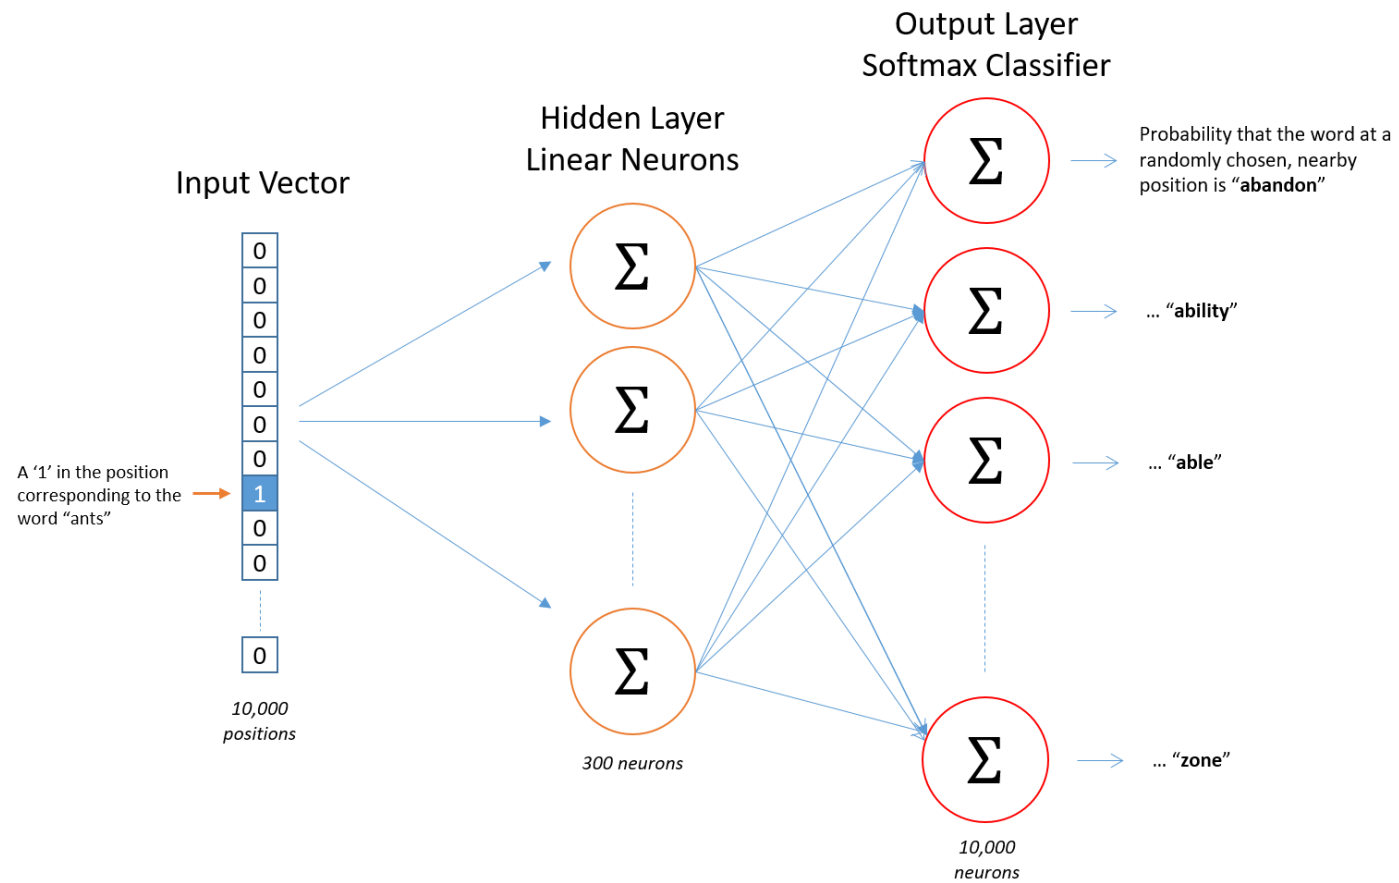 Output Layer
Softmax Classifier
Hidden Layer
Linear Neurons
Input Vector
Probability that the word at a
randomly chosen, nearby
position is “abandon”
0
0
0
0
0
0
0
1
0
0
0
A ‘1’ in the position
corresponding to the
word “ants”
10,000
positions
Σ
Σ
Σ
300 neurons
Σ
Σ
Σ
Σ
... “ability”
... “able”
... “zone”
10,000
neurons